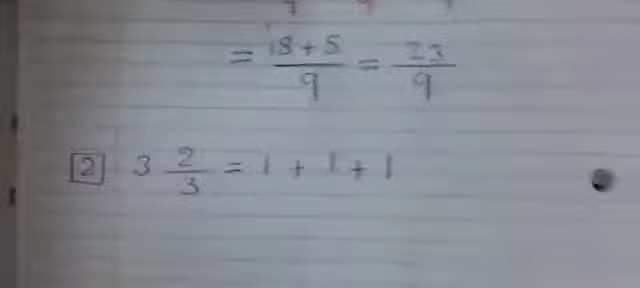 = 18 + 5 / 9 = 23 / 9
2 3 2/3 = 1 + 1 + 1